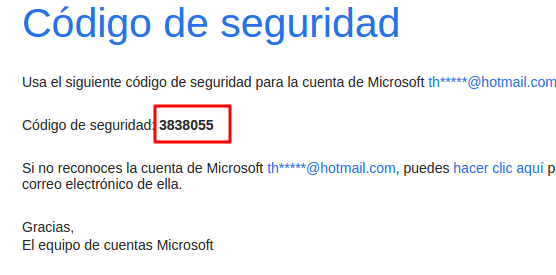 Código de seguridad
Usa el siguiente código de seguridad para la cuenta de Microsoft th*****@hotmail.com
Código de seguridad: 3838055
Si no reconoces la cuenta de Microsoft th*****@hotmail.com, puedes hacer clic aquí p
correo electrónico de ella.
Gracias,
El equipo de cuentas Microsoft